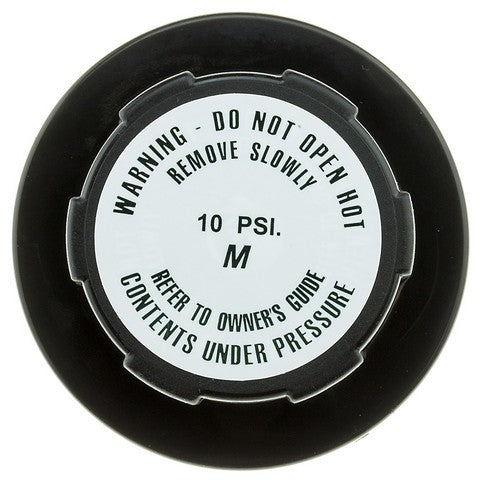 WARNING - DO NOT OPEN HOT
REMOVE SLOWLY
10 PSI.
M
REFER TO OWNER'S GUIDE
CONTENTS UNDER PRESSURE